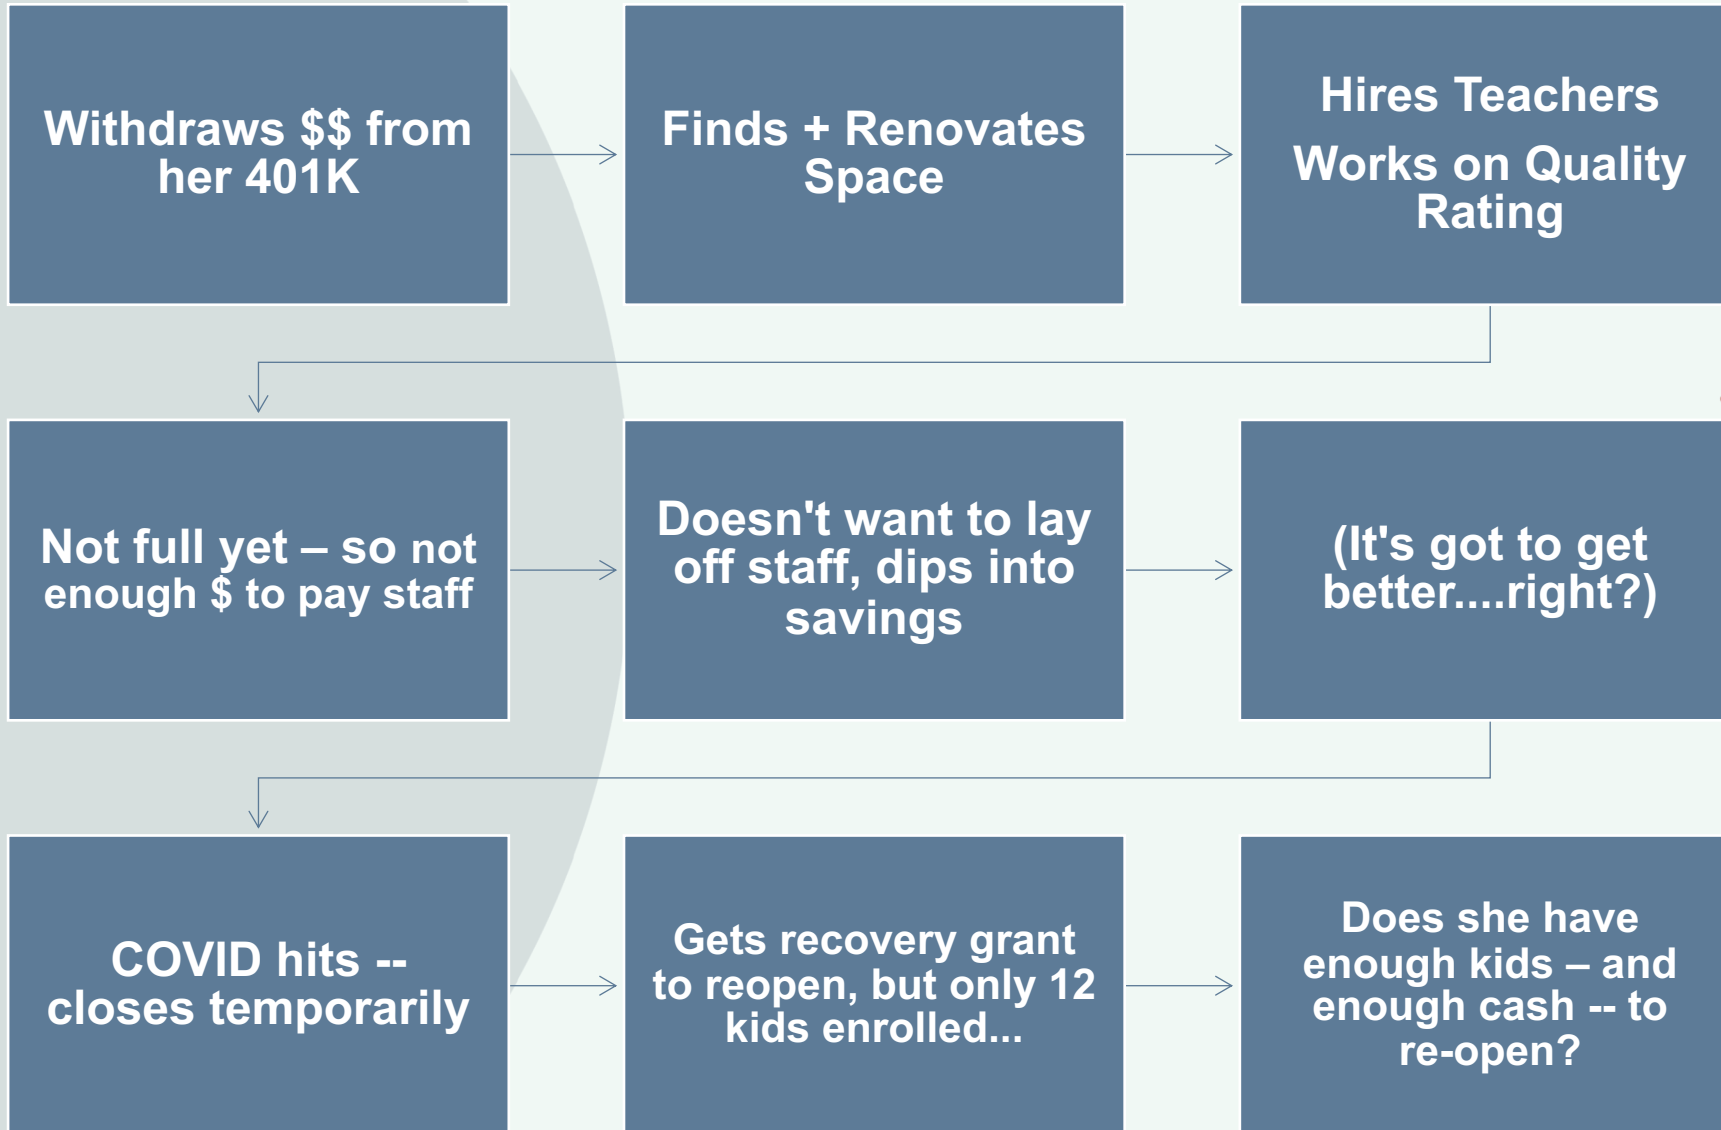 Withdraws $$ from
her 401K
Finds + Renovates
Space
Hires Teachers
Works on Quality
Rating
Not full yet – so not
enough $ to pay staff
Doesn't want to lay
off staff, dips into
savings
(It's got to get
better....right?)
COVID hits --
closes temporarily
Gets recovery grant
to reopen, but only 12
kids enrolled...
Does she have
enough kids – and
enough cash -- to
re-open?